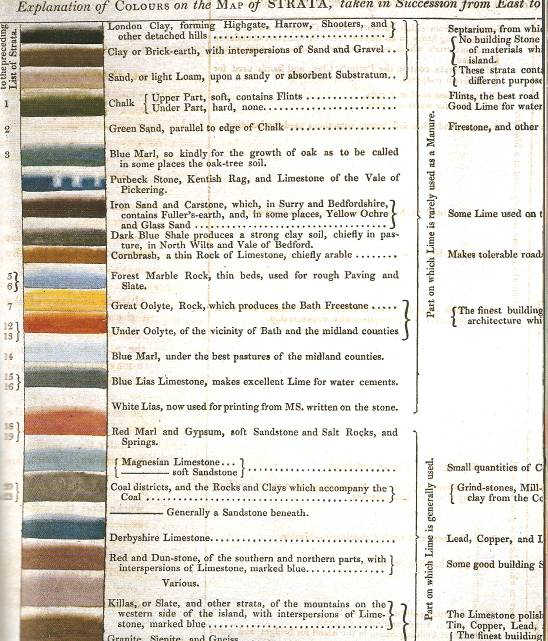 Explanation of COLOURS on the MAP of STRATA, taken in Succession from East to
to the preceding
List of Strata.
London Clay, forming Highgate, Harrow, Shooters, and
other detached hills
Septarium, from
Clay or Brick-earth, with interspersions of Sand and Gravel ..
No building Stone
of materials
island.
Sand, or light Loam, upon a sandy or absorbent Substratum..
These strata
different
1
Chalk { Upper Part, soft, contains Flints
Under Part, hard, none
Flints, the best road
Good Lime for water
2
Green Sand, parallel to edge of Chalk
Firestone, and other
3
Blue Marl, so kindly for the growth of oak as to be called
in some places the oak-tree soil.
Purbeck Stone, Kentish Rag, and Limestone of the Vale of
Pickering.
Iron Sand and Carstone, which, in Surry and Bedfordshire,
contains Fuller's-earth, and, in some places, Yellow Ochre
and Glass Sand
Some Lime used on
Dark Blue Shale produces a strong clay soil, chiefly in pas-
ture, in North Wilts and Vale of Bedford.
Cornbrash, a thin Rock of Limestone, chiefly arable
Makes tolerable
5
6
Forest Marble Rock, thin beds, used for rough Paving and
Slate.
7
Great Oolyte, Rock, which produces the Bath Freestone
The finest building
architecture
12
13
Under Oolyte, of the vicinity of Bath and the midland counties
14
Blue Marl, under the best pastures of the midland counties.
15
16
Blue Lias Limestone, makes excellent Lime for water cements.
White Lias, now used for printing from MS. written on the stone.
Part on which Lime is rarely used as a Manure.
18
19
Red Marl and Gypsum, soft Sandstone and Salt Rocks, and
Springs.
Magnesian Limestone...
——— soft Sandstone
Small quantities of
Coal districts, and the Rocks and Clays which accompany the
Coal
Grind-stones,
clay from the
——— Generally a Sandstone beneath.
Derbyshire Limestone
Lead, Copper, and
Red and Dun-stone, of the southern and northern parts, with
interspersions of Limestone, marked blue
Some good building
Various.
Killas, or Slate, and other strata, of the mountains on the
western side of the island, with interspersions of Lime-
stone, marked blue
The Limestone
Tin, Copper, Lead,
The finest building
Granite, Sienite, and Gneiss
Part on which Lime is generally used.